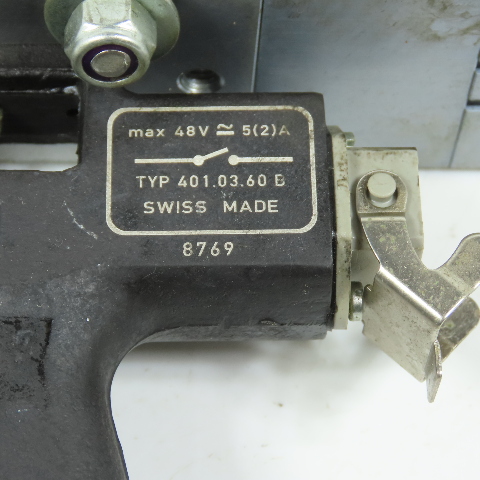 max 48V ≂ 5(2)A
TYP 401.03.60 B
SWISS MADE
8769